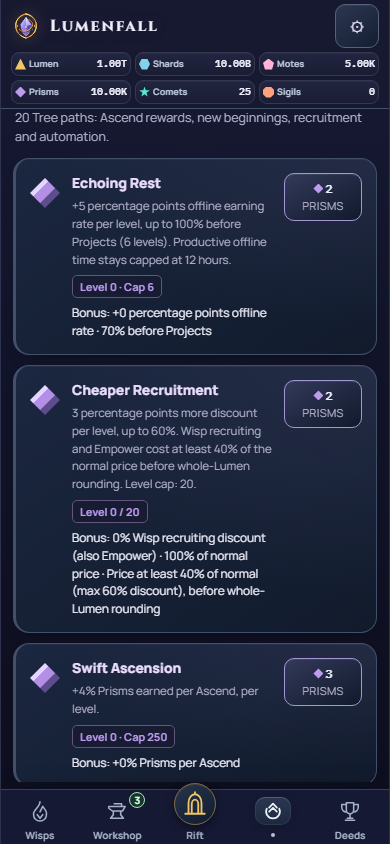 LUMENFALL
Lumen 1.00T
Shards 10.00B
Motes 5.00K
Prisms 10.00K
Comets 25
Sigils 0
20 Tree paths: Ascend rewards, new beginnings, recruitment
and automation.
Echoing Rest
+5 percentage points offline earning
rate per level, up to 100% before
Projects (6 levels). Productive offline
time stays capped at 12 hours.
Level 0 · Cap 6
Bonus: +0 percentage points offline
rate · 70% before Projects
2
PRISMS
Cheaper Recruitment
3 percentage points more discount
per level, up to 60%. Wisp recruiting
and Empower cost at least 40% of the
normal price before whole-Lumen
rounding. Level cap: 20.
Level 0 / 20
Bonus: 0% Wisp recruiting discount
(also Empower) · 100% of normal
price · Price at least 40% of normal
(max 60% discount), before whole-
Lumen rounding
2
PRISMS
Swift Ascension
+4% Prisms earned per Ascend, per
level.
Level 0 · Cap 250
Bonus: +0% Prisms per Ascend
3
PRISMS
Wisps
3
Workshop
Rift
Deeds